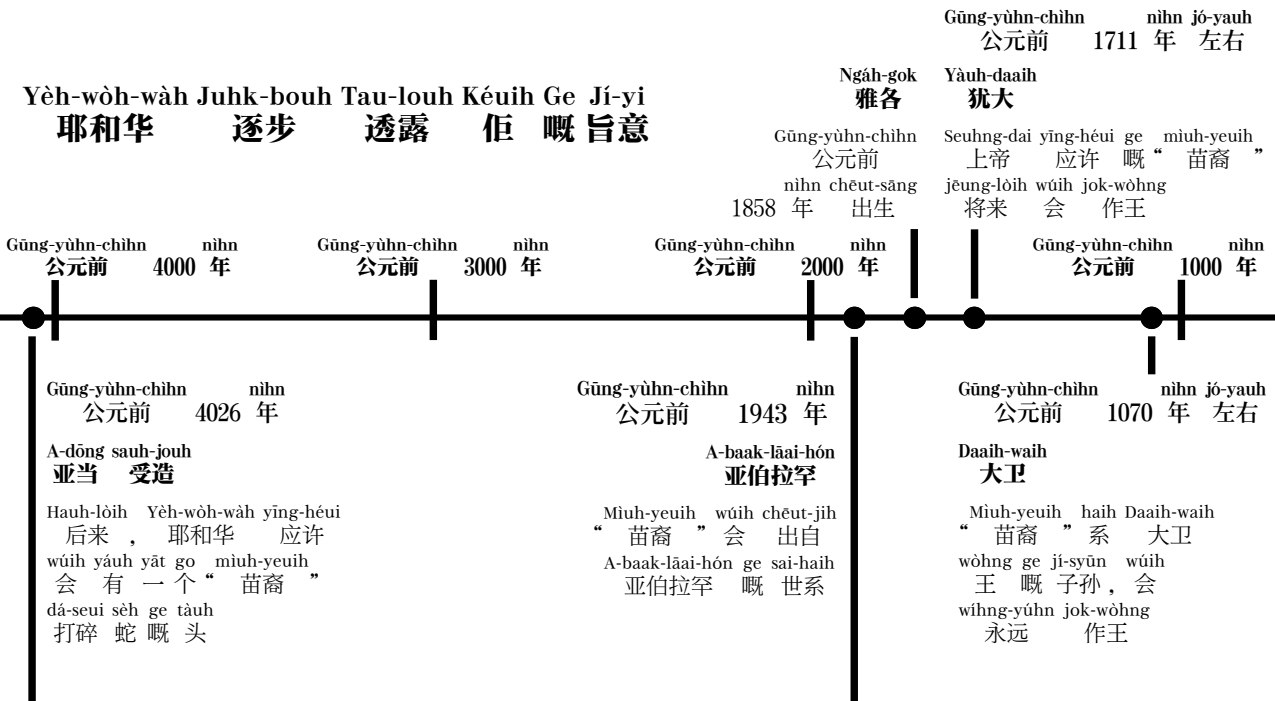 Yèh-wòh-wàh Juhk-bouh Tau-louh Kéuih Ge Jí-yi
耶和华 逐步 透露 佢 嘅 旨意
Gūng-yùhn-chìhn nìhn
公元前 4000 年
Gūng-yùhn-chìhn nìhn
公元前 3000 年
Gūng-yùhn-chìhn nìhn
公元前 2000 年
Gūng-yùhn-chìhn nìhn
公元前 1000 年
Gūng-yùhn-chìhn nìhn
公元前 4026 年
A-dōng sauh-jouh
亚当 受造
Hauh-lòih Yèh-wòh-wàh yīng-héui
后来 , 耶和华 应许
wúih yáuh yāt go mìuh-yeuih
会 有 一 个 “ 苗裔 ”
dá-seui sèh ge tàuh
打碎 蛇 嘅 头
Gūng-yùhn-chìhn nìhn
公元前 1943 年
A-baak-lāai-hón
亚伯拉罕
Mìuh-yeuih wúih chēut-jih
“ 苗裔 ” 会 出自
A-baak-lāai-hón ge sai-haih
亚伯拉罕 嘅 世系
Ngáh-gok
雅各
Gūng-yùhn-chìhn
公元前
nìhn chēut-sāng
1858 年 出生
Gūng-yùhn-chìhn nìhn jó-yauh
公元前 1711 年 左右
Yàuh-daaih
犹大
Seuhng-dai yīng-héui ge mìuh-yeuih
上帝 应许 嘅 “ 苗裔 ”
jēung-lòih wúih jok-wòhng
将来 会 作王
Gūng-yùhn-chìhn nìhn jó-yauh
公元前 1070 年 左右
Daaih-waih
大卫
Mìuh-yeuih haih Daaih-waih
“ 苗裔 ” 系 大卫
wòhng ge jí-syūn wúih
王 嘅 子孙 , 会
wíhng-yúhn jok-wòhng
永远 作王